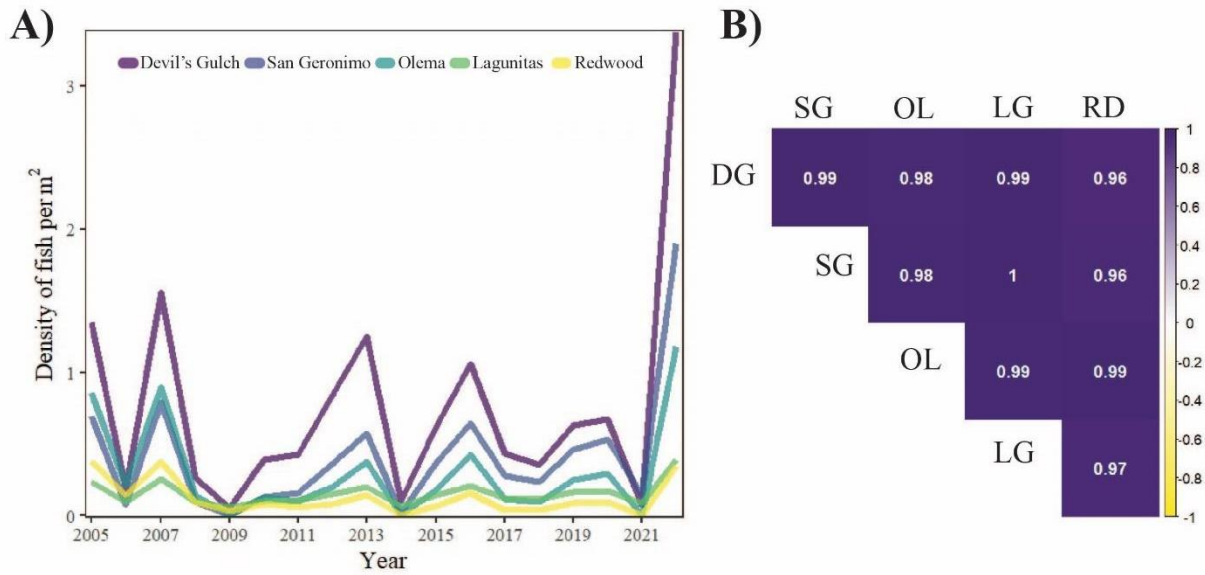 A)
Devil's Gulch San Geronimo Olema Lagunitas Redwood
Density of fish per m²
3
2
1
0
2005 2007 2009 2011 2013 2015 2017 2019 2021
Year
B)
SG OL LG RD
DG 0.99 0.98 0.99 0.96
SG 0.98 1 0.96
OL 0.99 0.99
LG 0.97
1
0.8
0.6
0.4
0.2
0
-0.2
-0.4
-0.6
-0.8
-1